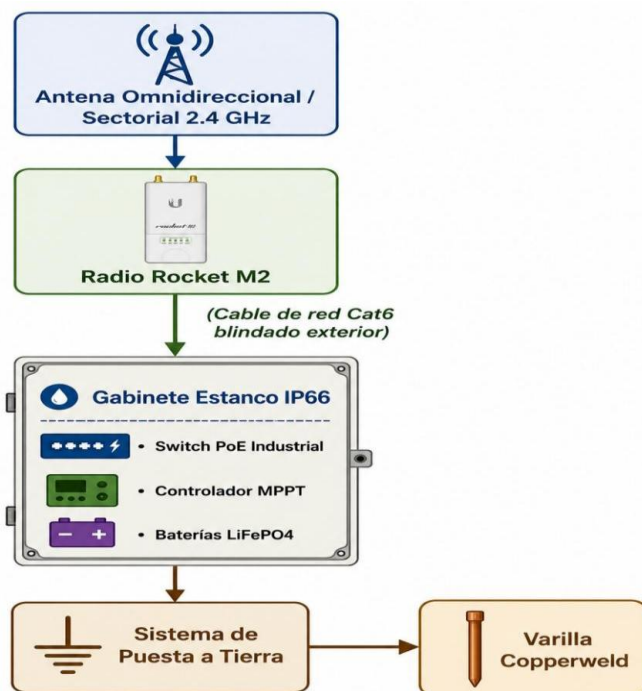 Antena Omnidireccional /
Sectorial 2.4 GHz
Radio Rocket M2
(Cable de red Cat6
blindado exterior)
Gabinete Estanco IP66
• Switch PoE Industrial
• Controlador MPPT
• Baterías LiFePO4
Sistema de
Puesta a Tierra
Varilla
Copperweld